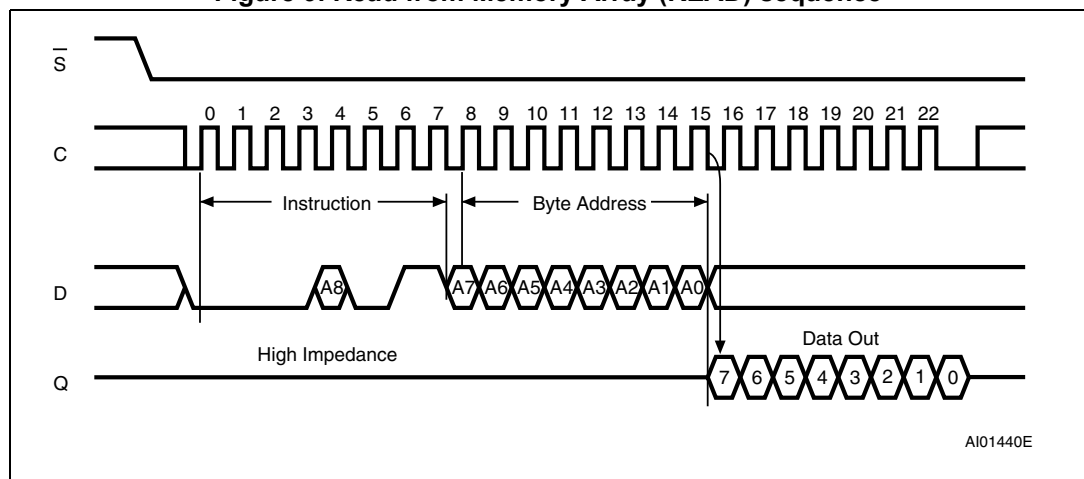 Figure Read from Memory Array (READ) sequence
S̅
0 1 2 3 4 5 6 7 8 9 10 11 12 13 14 15 16 17 18 19 20 21 22
C
Instruction
Byte Address
D
A8
A7 A6 A5 A4 A3 A2 A1 A0
High Impedance
Data Out
Q
7 6 5 4 3 2 1 0
AI01440E